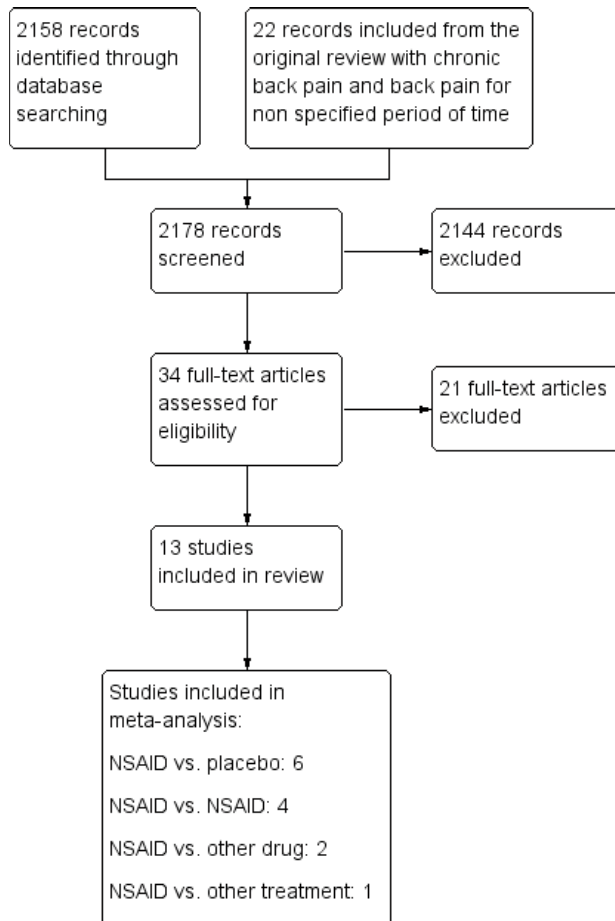 2158 records
identified through
database
searching
22 records included from the
original review with chronic
back pain and back pain for
non specified period of time
2178 records
screened
2144 records
excluded
34 full-text articles
assessed for
eligibility
21 full-text articles
excluded
13 studies
included in review
Studies included in
meta-analysis:
NSAID vs. placebo: 6
NSAID vs. NSAID: 4
NSAID vs. other drug: 2
NSAID vs. other treatment: 1